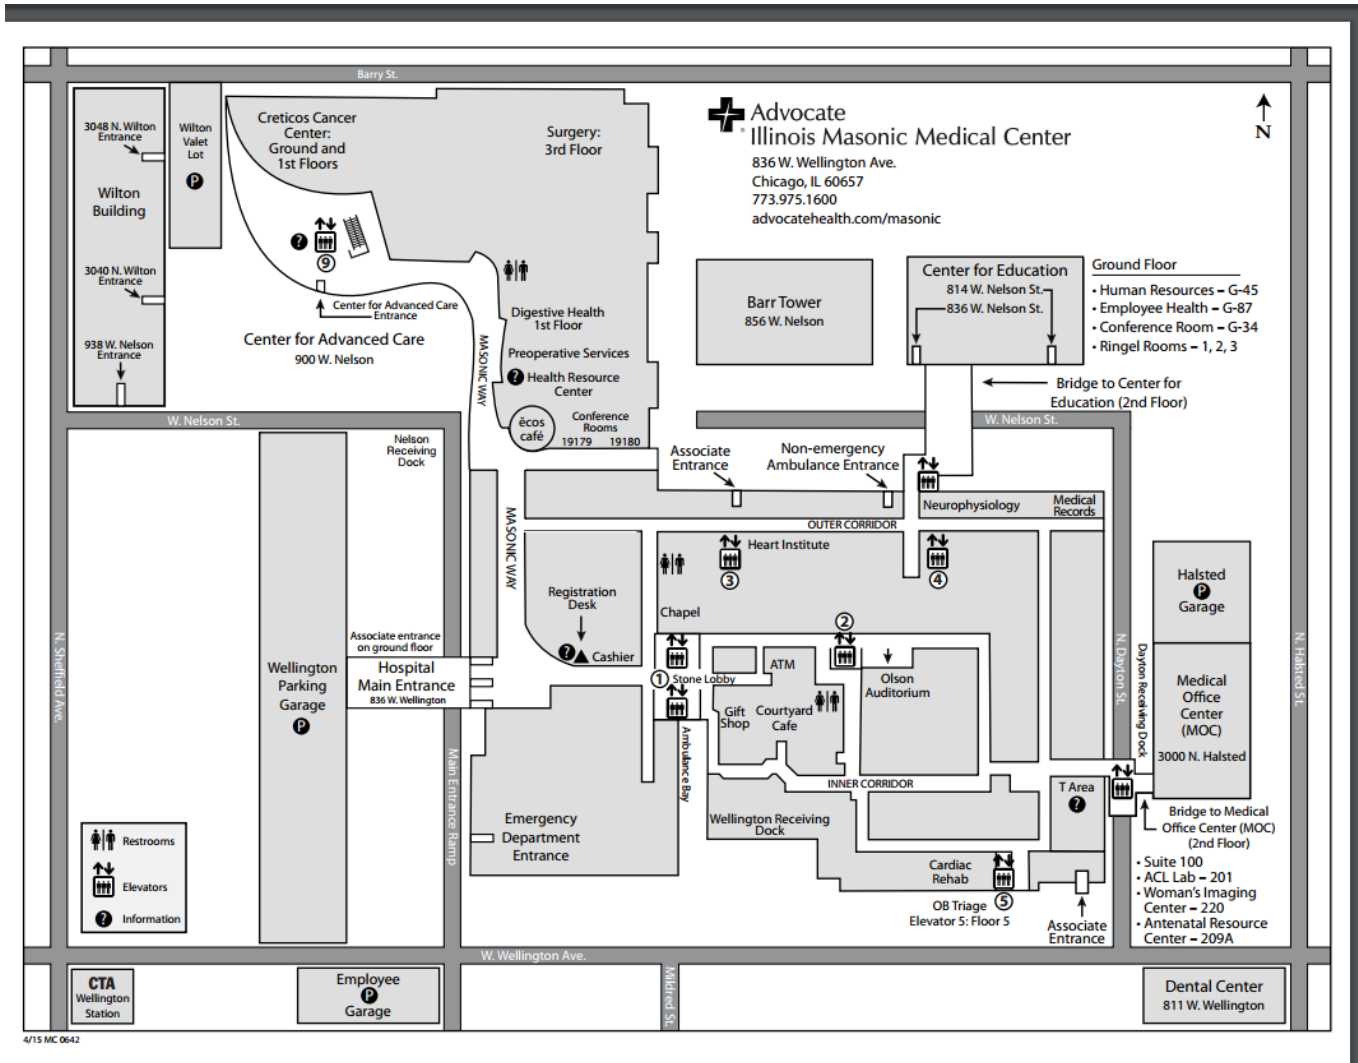 Barry St.
3048 N. Wilton
Entrance
Wilton
Building
3040 N. Wilton
Entrance
938 W. Nelson
Entrance
Wilton
Valet
Lot
P
Creticos Cancer
Center:
Ground and
1st Floors
Surgery:
3rd Floor
Advocate
Illinois Masonic Medical Center
836 W. Wellington Ave.
Chicago, IL 60657
773.975.1600
advocatehealth.com/masonic
N
?
9
Center for Advanced Care
Entrance
Center for Advanced Care
900 W. Nelson
MASONIC WAY
Digestive Health
1st Floor
Preoperative Services
? Health Resource
Center
ēcos
café
Conference
Rooms
19179 19180
Barr Tower
856 W. Nelson
Center for Education
814 W. Nelson St.
836 W. Nelson St.
Ground Floor
• Human Resources – G-45
• Employee Health – G-87
• Conference Room – G-34
• Ringel Rooms – 1, 2, 3
Bridge to Center for
Education (2nd Floor)
W. Nelson St.
W. Nelson St.
Nelson
Receiving
Dock
Associate
Entrance
Non-emergency
Ambulance Entrance
Neurophysiology
Medical
Records
OUTER CORRIDOR
MASONIC WAY
Heart Institute
3
4
Registration
Desk
? Cashier
Chapel
2
1
Stone Lobby
ATM
Gift
Shop
Courtyard
Cafe
Olson
Auditorium
Associate entrance
on ground floor
Hospital
Main Entrance
836 W. Wellington
Wellington
Parking
Garage
P
N. Sheffield Ave.
Main Entrance Ramp
Ambulance Bay
INNER CORRIDOR
Emergency
Department
Entrance
Wellington Receiving
Dock
Cardiac
Rehab
OB Triage 5
Elevator 5: Floor 5
T Area
?
Associate
Entrance
N. Dayton St.
Dayton Receiving Dock
Halsted
P
Garage
Medical
Office
Center
(MOC)
3000 N. Halsted
N. Halsted St.
Bridge to Medical
Office Center (MOC)
(2nd Floor)
• Suite 100
• ACL Lab – 201
• Woman's Imaging
Center – 220
• Antenatal Resource
Center – 209A
Restrooms
Elevators
? Information
W. Wellington Ave.
Mildred St.
CTA
Wellington
Station
Employee
P
Garage
Dental Center
811 W. Wellington
4/15 MC 0642